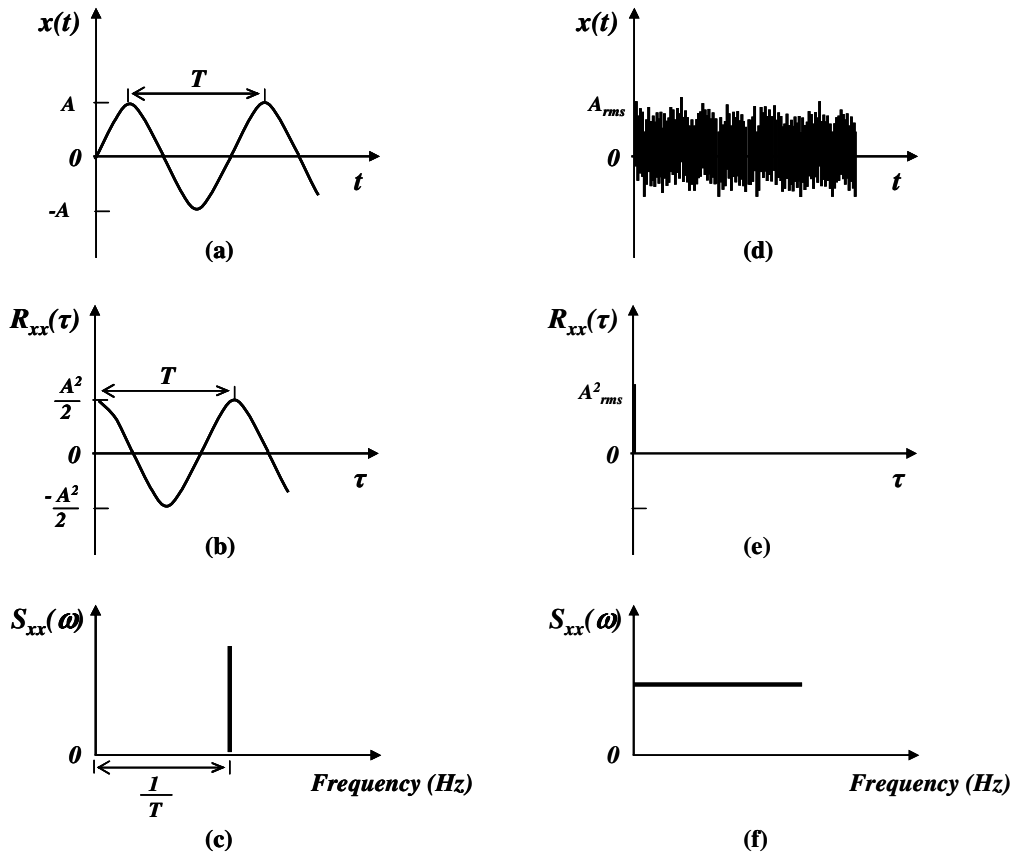 x(t)
T
A
0
-A
t
(a)
x(t)
A_rms
0
t
(d)
R_xx(τ)
T
A²
2
0
- A²
2
τ
(b)
R_xx(τ)
A²_rms
0
τ
(e)
S_xx(ω)
0
1
T
Frequency (Hz)
(c)
S_xx(ω)
0
Frequency (Hz)
(f)